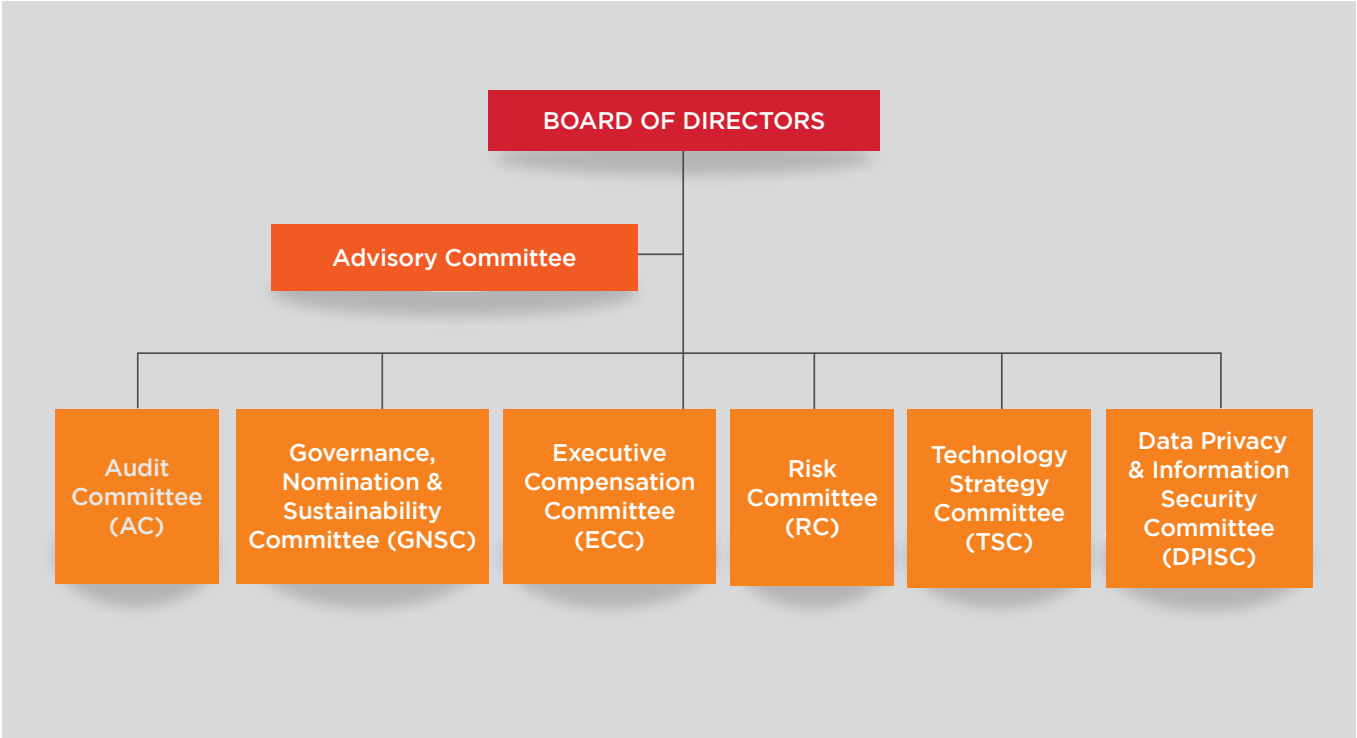 BOARD OF DIRECTORS
Advisory Committee
Audit
Committee
(AC)
Governance,
Nomination &
Sustainability
Committee (GNSC)
Executive
Compensation
Committee
(ECC)
Risk
Committee
(RC)
Technology
Strategy
Committee
(TSC)
Data Privacy
& Information
Security
Committee
(DPISC)